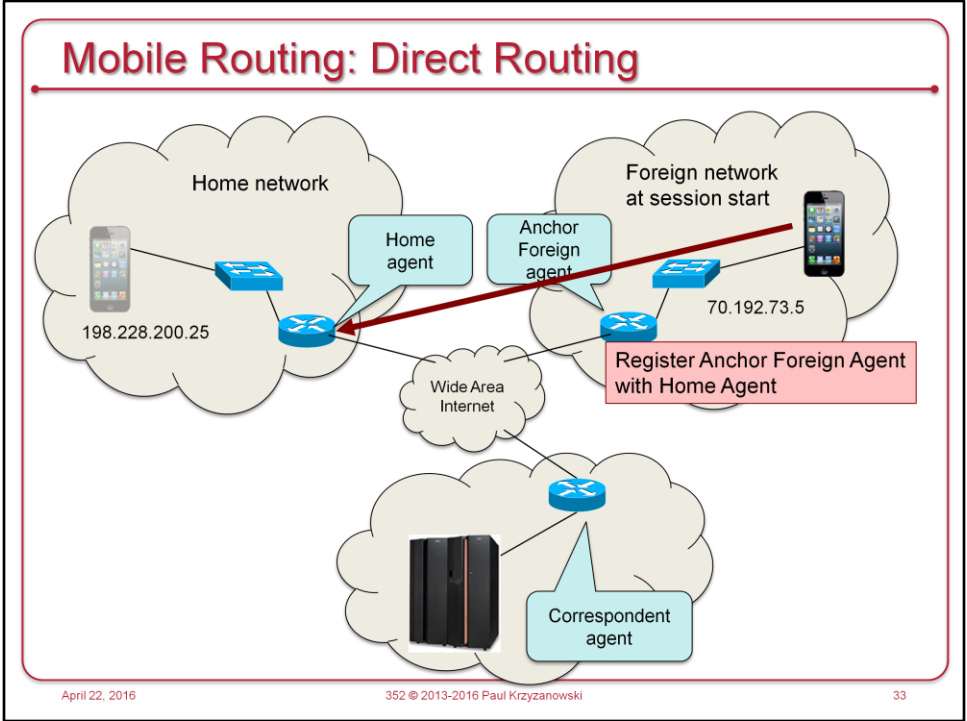 Mobile Routing: Direct Routing
Home network
Foreign network
at session start
Home
agent
Anchor
Foreign
agent
198.228.200.25
70.192.73.5
Register Anchor Foreign Agent
with Home Agent
Wide Area
Internet
Correspondent
agent
April 22, 2016
352 © 2013-2016 Paul Krzyzanowski
33